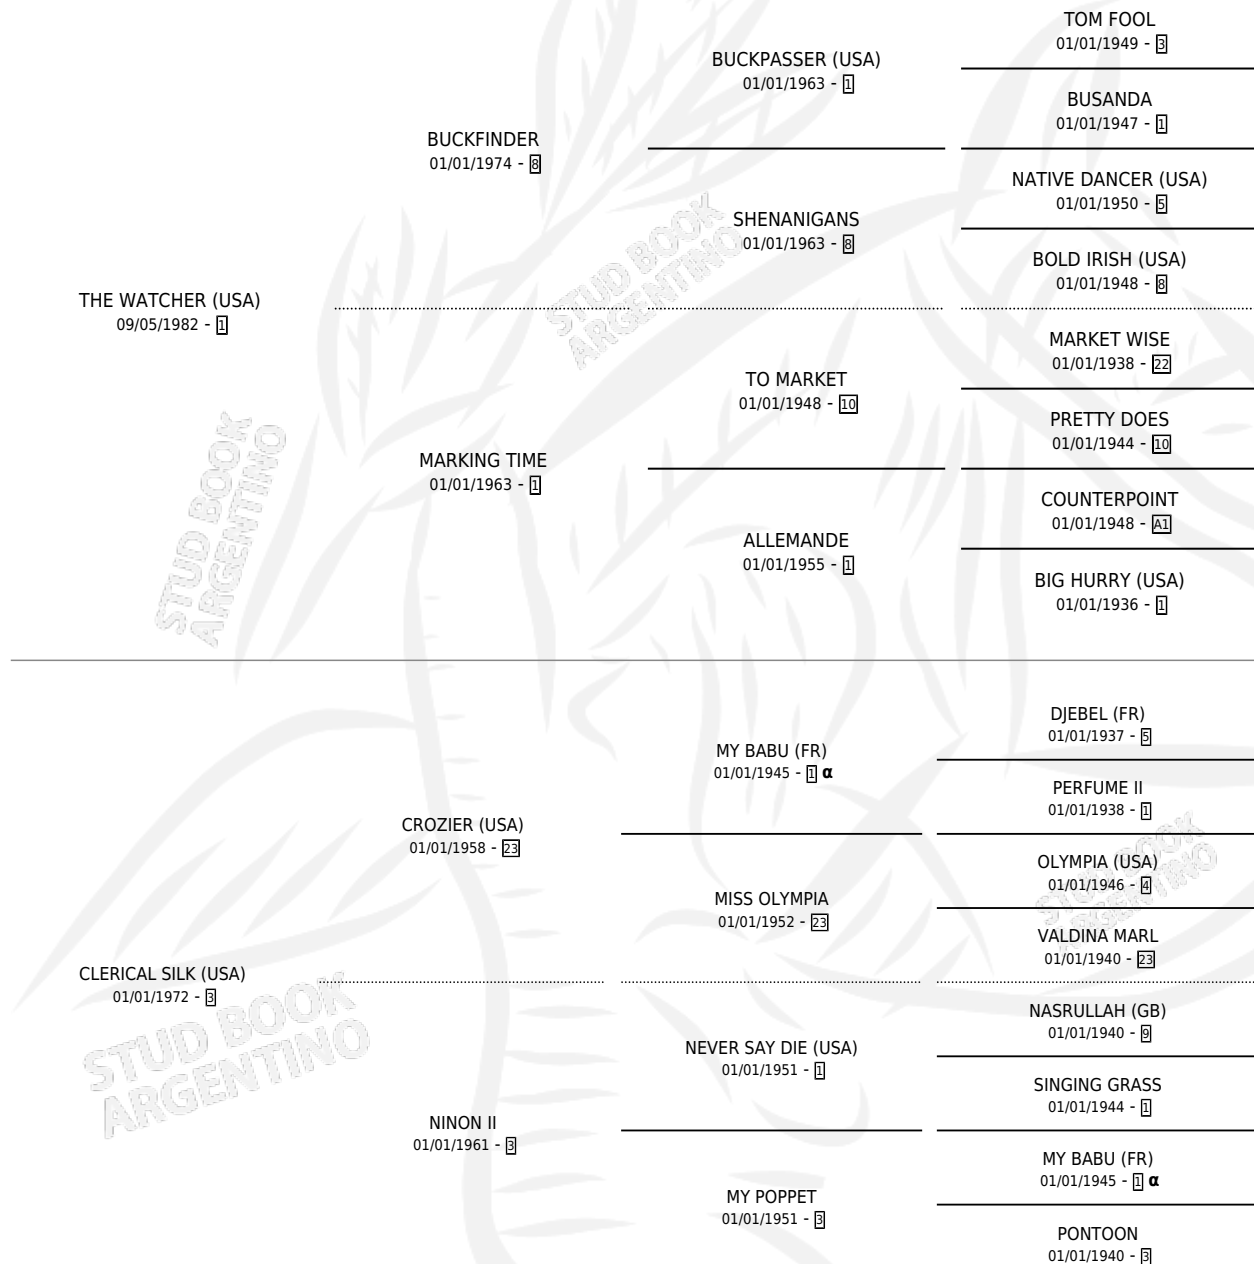 TOM FOOL
01/01/1949 - 3
BUCKPASSER (USA)
01/01/1963 - 1
BUSANDA
01/01/1947 - 1
BUCKFINDER
01/01/1974 - 8
NATIVE DANCER (USA)
01/01/1950 - 5
SHENANIGANS
01/01/1963 - 8
BOLD IRISH (USA)
01/01/1948 - 8
STUD BOOK
ARGENTINO
THE WATCHER (USA)
09/05/1982 - 1
MARKET WISE
01/01/1938 - 22
TO MARKET
01/01/1948 - 10
PRETTY DOES
01/01/1944 - 10
MARKING TIME
01/01/1963 - 1
COUNTERPOINT
01/01/1948 - A1
ALLEMANDE
01/01/1955 - 1
BIG HURRY (USA)
01/01/1936 - 1
STUD BOOK
ARGENTINO
DJEBEL (FR)
01/01/1937 - 5
MY BABU (FR)
01/01/1945 - 1 α
PERFUME II
01/01/1938 - 1
CROZIER (USA)
01/01/1958 - 23
OLYMPIA (USA)
01/01/1946 - 4
MISS OLYMPIA
01/01/1952 - 23
VALDINA MARL
01/01/1940 - 23
STUD BOOK
ARGENTINO
CLERICAL SILK (USA)
01/01/1972 - 3
NASRULLAH (GB)
01/01/1940 - 9
NEVER SAY DIE (USA)
01/01/1951 - 1
SINGING GRASS
01/01/1944 - 1
STUD BOOK
ARGENTINO
NINON II
01/01/1961 - 3
MY BABU (FR)
01/01/1945 - 1 α
MY POPPET
01/01/1951 - 3
PONTOON
01/01/1940 - 3